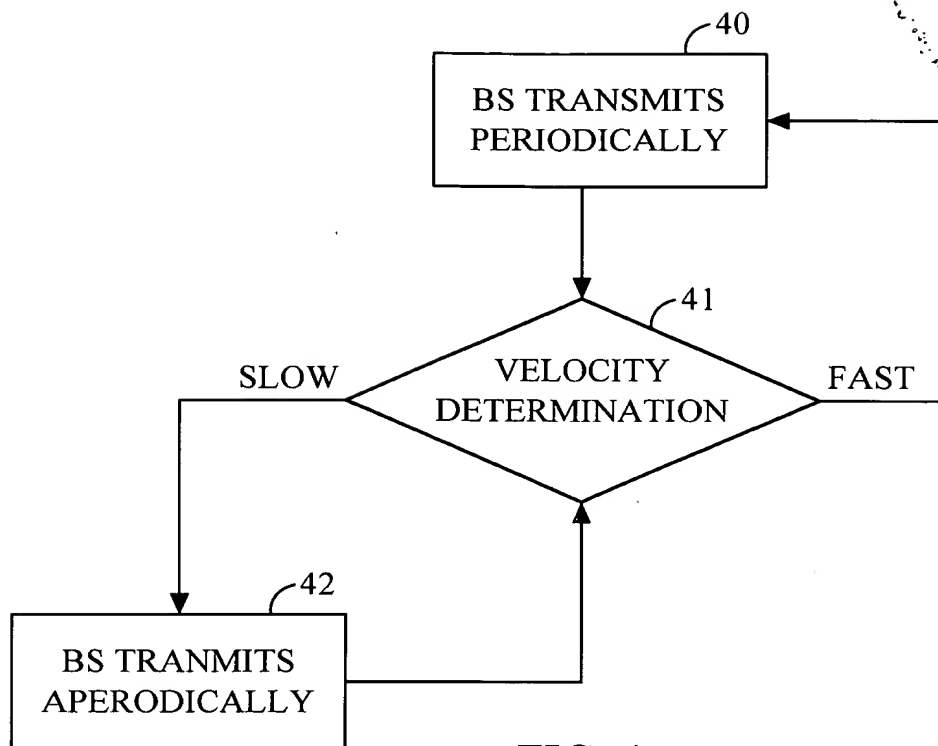 40
BS TRANSMITS
PERIODICALLY
41
VELOCITY
DETERMINATION
SLOW
FAST
42
BS TRANMITS
APERODICALLY